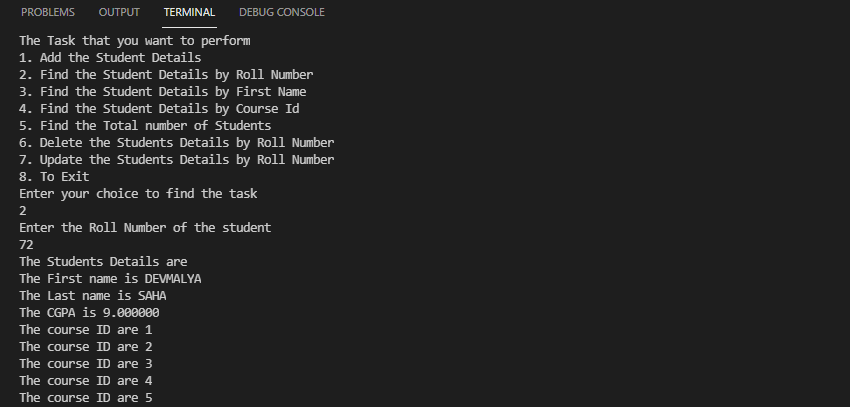 PROBLEMS OUTPUT TERMINAL DEBUG CONSOLE
The Task that you want to perform
1. Add the Student Details
2. Find the Student Details by Roll Number
3. Find the Student Details by First Name
4. Find the Student Details by Course Id
5. Find the Total number of Students
6. Delete the Students Details by Roll Number
7. Update the Students Details by Roll Number
8. To Exit
Enter your choice to find the task
2
Enter the Roll Number of the student
72
The Students Details are
The First name is DEVMALYA
The Last name is SAHA
The CGPA is 9.000000
The course ID are 1
The course ID are 2
The course ID are 3
The course ID are 4
The course ID are 5